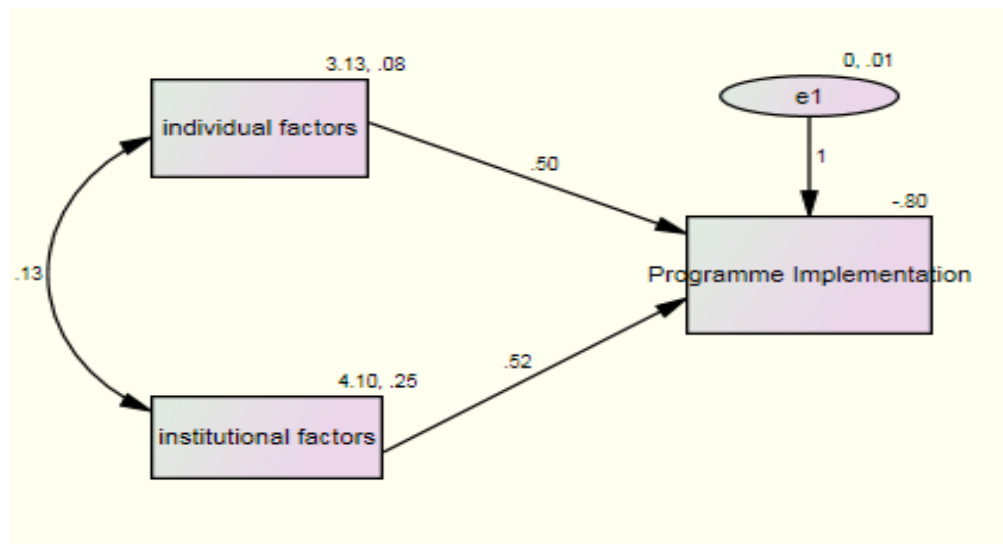 3.13, .08
0, .01
e1
individual factors
.50
1
-.80
.13
Programme Implementation
.52
4.10, .25
institutional factors